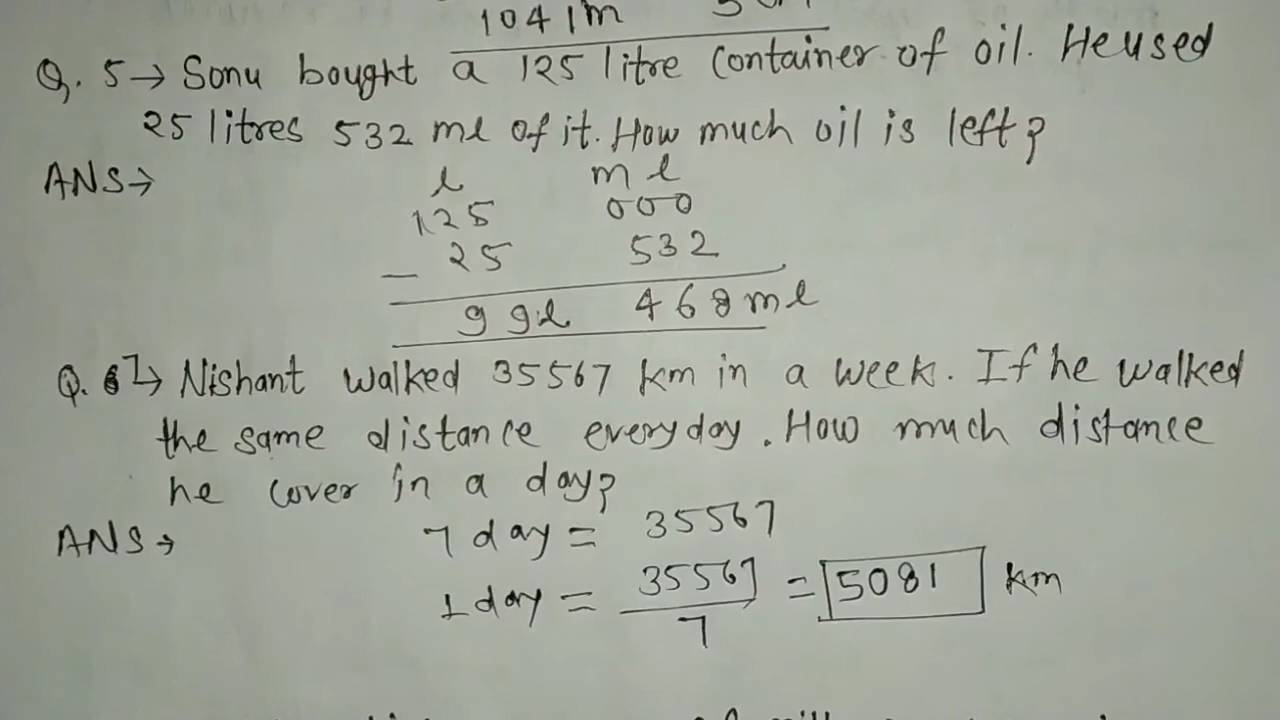 1041m
Q. 5→ Sonu bought a 125 litre container of oil. He used
25 litres 532 ml of it. How much oil is left?
ANS→
l ml
125 000
- 25 532
99l 468ml
Q. 6→ Nishant walked 35567 km in a week. If he walked
the same distance everyday. How much distance
he cover in a day?
ANS→
7 day = 35567
1 day = 35567/7 = 5081 km